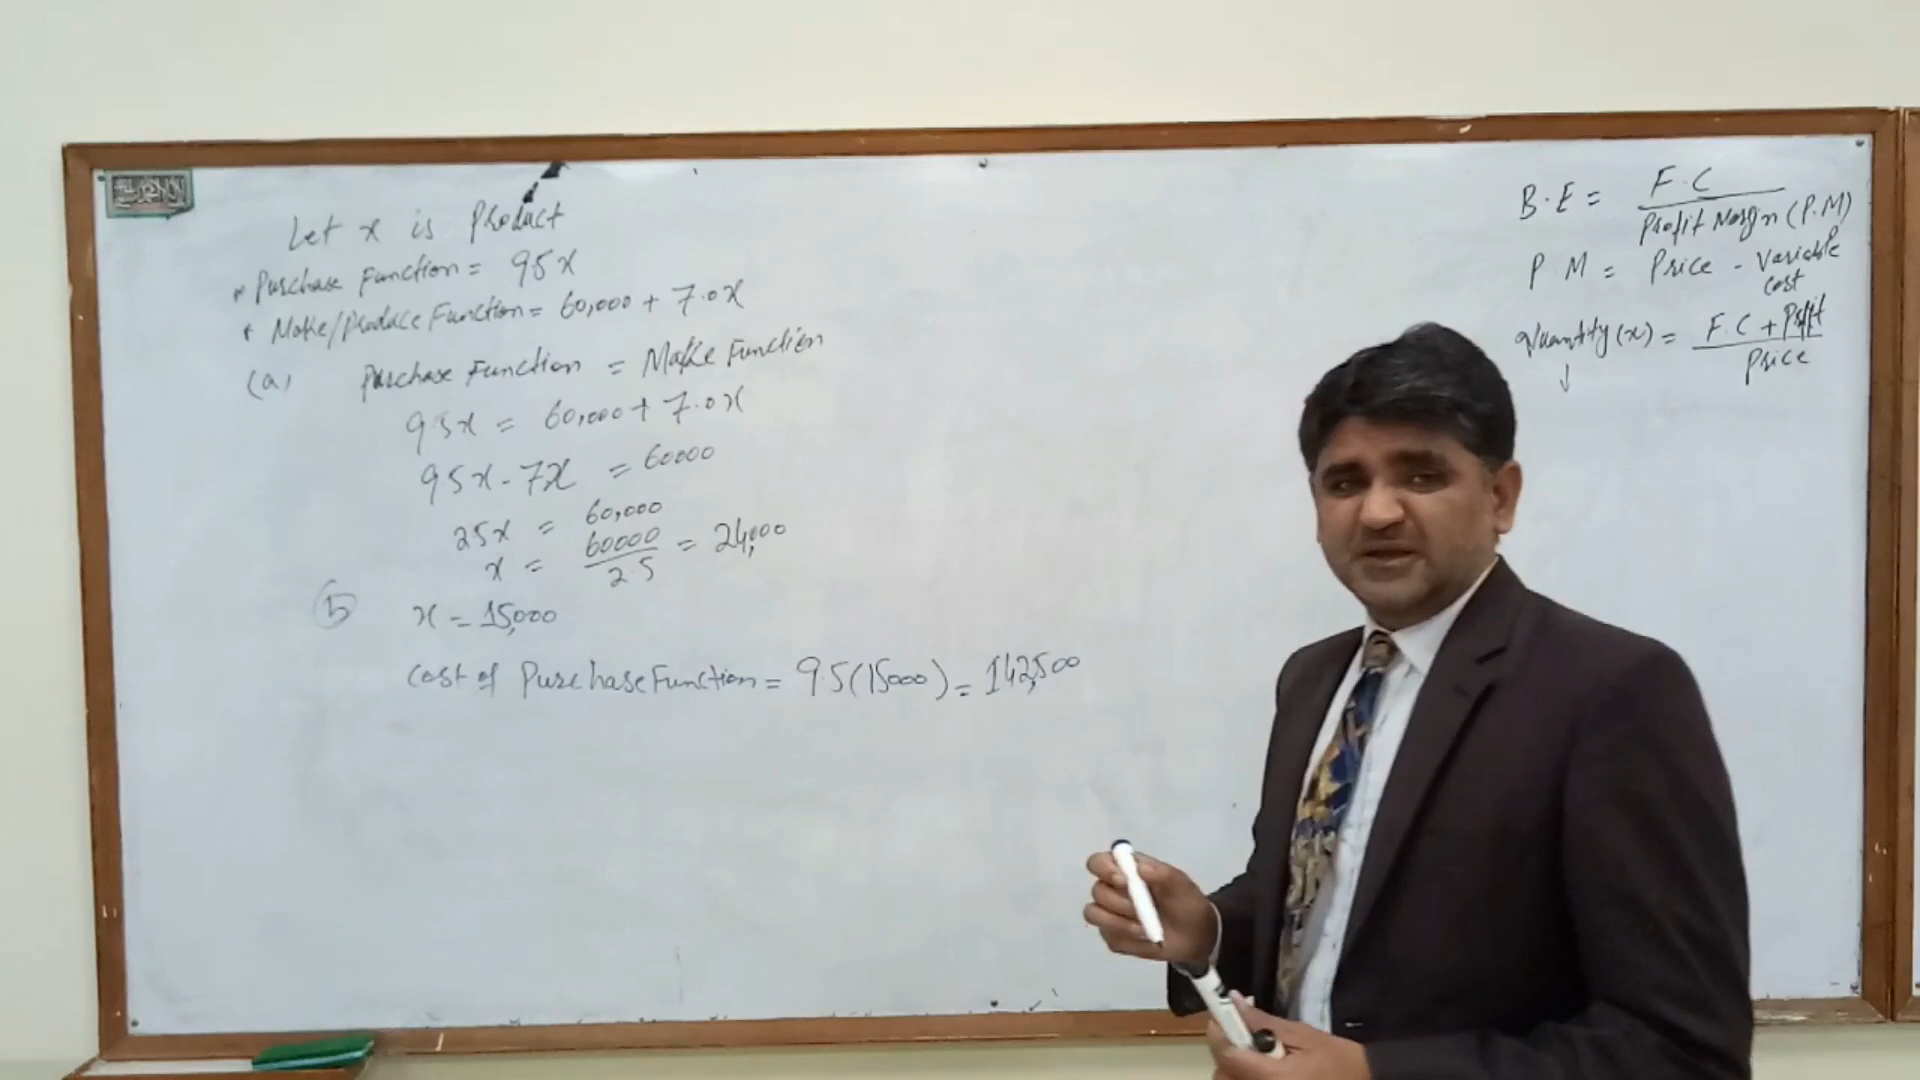 Let x is Product
* Purchase Function = 9.5x
* Make/Produce Function = 60,000 + 7.0x
(a) Purchase Function = Make Function
9.5x = 60,000 + 7.0x
9.5x - 7x = 60000
2.5x = 60,000
x = 60000 / 2.5 = 24,000
(b) x = 15,000
Cost of Purchase Function = 9.5(15000) = 142,500
B.E = F.C / Profit Margin (P.M)
P M = Price - Variable cost
Quantity (x) = F.C + Profit / Price
↓